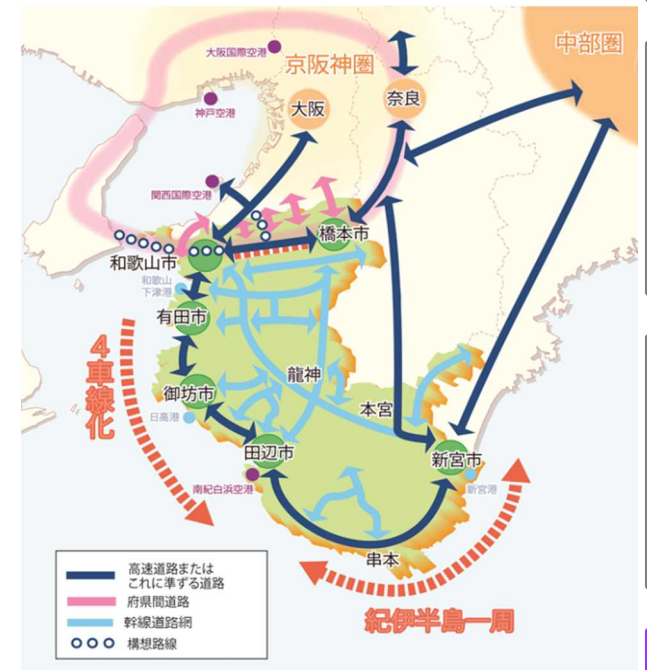 中部圏
大阪国際空港
京阪神圏
奈良
大阪
神戸空港
関西国際空港
橋本市
和歌山市
和歌山
下津港
有田市
4車線化
龍神
御坊市
本宮
日高港
田辺市
新宮市
南紀白浜空港
新宮港
串本
紀伊半島一周
高速道路または
これに準ずる道路
府県間道路
幹線道路網
構想路線